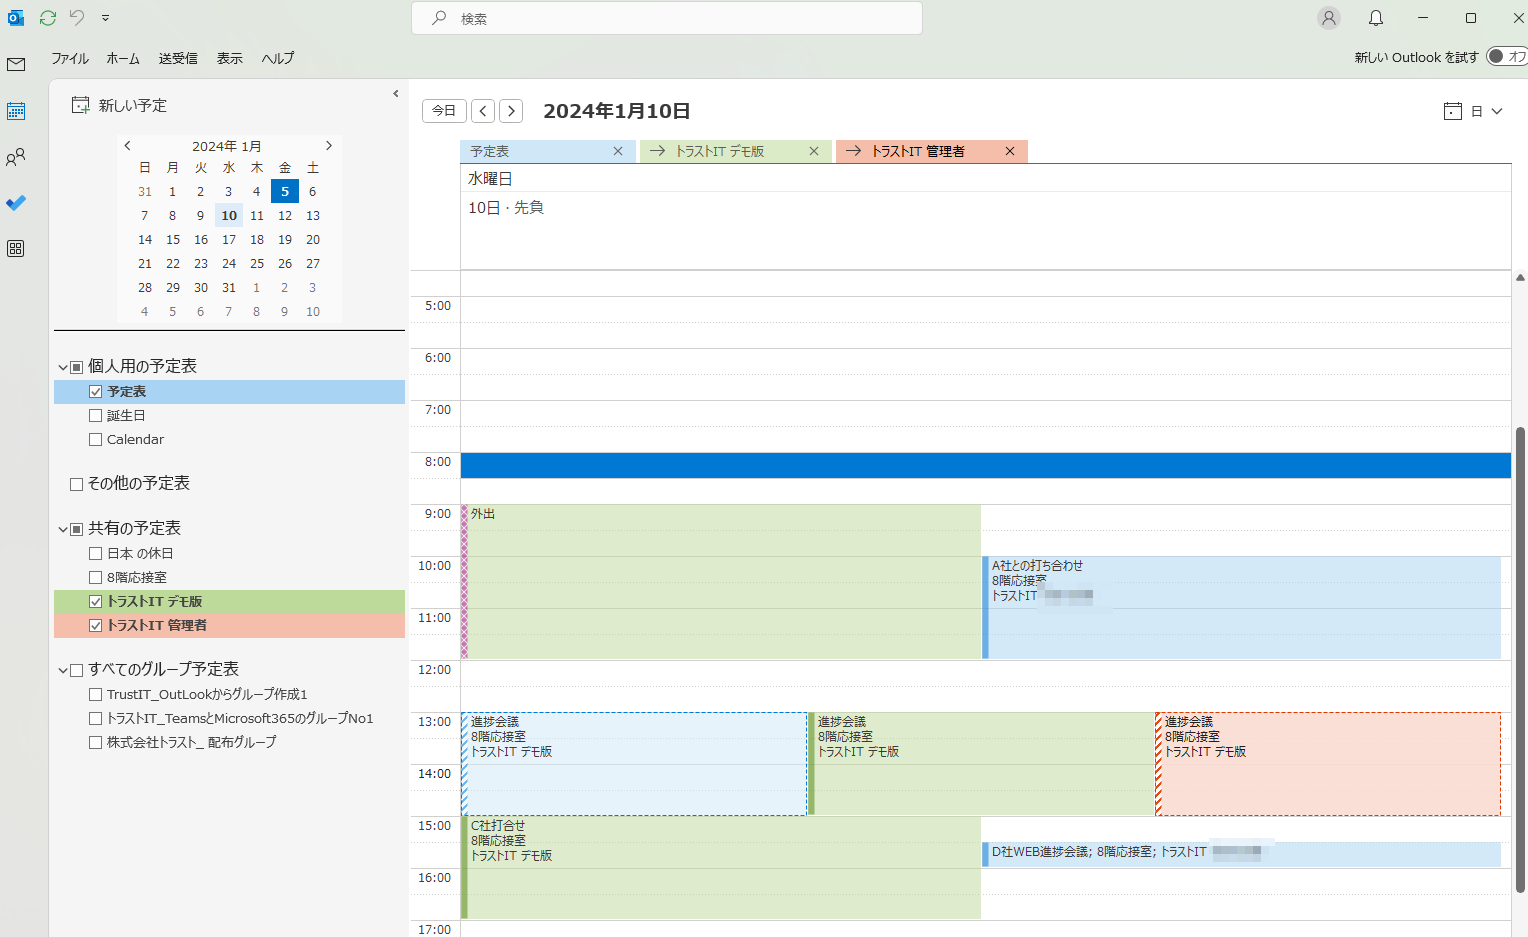 検索
ファイル ホーム 送受信 表示 ヘルプ
新しい Outlook を試す オフ
新しい予定
2024年 1月
日 月 火 水 木 金 土
31 1 2 3 4 5 6
7 8 9 10 11 12 13
14 15 16 17 18 19 20
21 22 23 24 25 26 27
28 29 30 31 1 2 3
4 5 6 7 8 9 10
個人用の予定表
予定表
誕生日
Calendar
その他の予定表
共有の予定表
日本 の休日
8階応接室
トラストIT デモ版
トラストIT 管理者
すべてのグループ予定表
TrustIT_OutLookからグループ作成1
トラストIT_TeamsとMicrosoft365のグループNo1
株式会社トラスト_ 配布グループ
今日
2024年1月10日
日
予定表
トラストIT デモ版
トラストIT 管理者
水曜日
10日・先負
5:00
6:00
7:00
8:00
9:00
外出
10:00
A社との打ち合わせ
8階応接室
トラストIT
11:00
12:00
13:00
進捗会議
8階応接室
トラストIT デモ版
進捗会議
8階応接室
トラストIT デモ版
進捗会議
8階応接室
トラストIT デモ版
14:00
15:00
C社打合せ
8階応接室
トラストIT デモ版
D社WEB進捗会議; 8階応接室; トラストIT
16:00
17:00